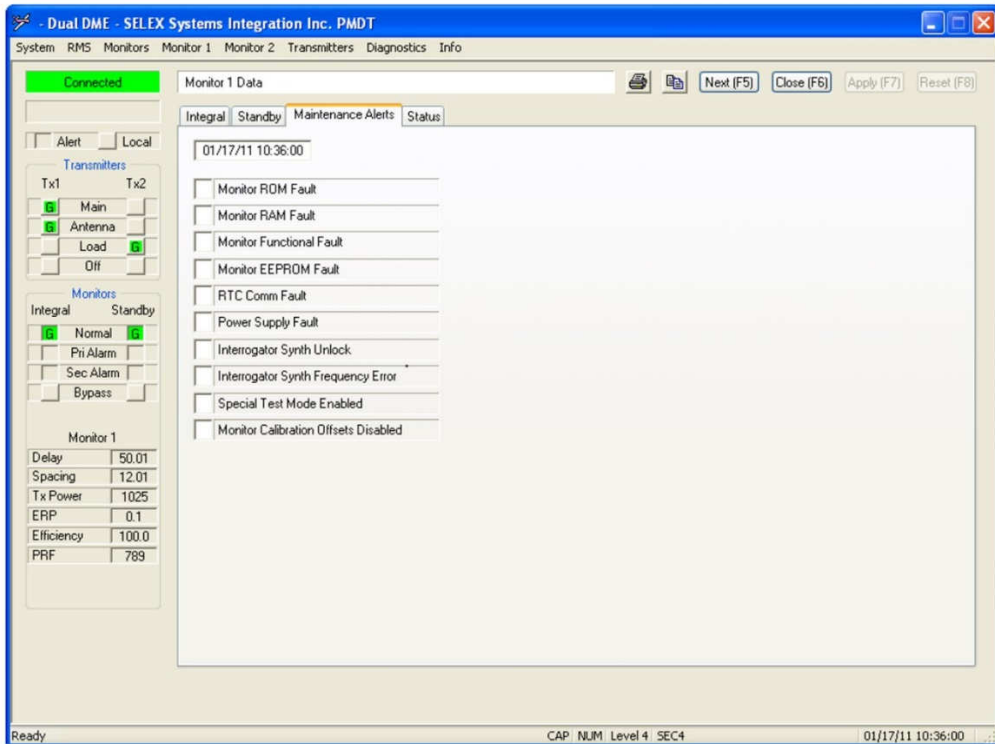 - Dual DME - SELEX Systems Integration Inc. PMDT
System RMS Monitors Monitor 1 Monitor 2 Transmitters Diagnostics Info
Connected
Monitor 1 Data
Next (F5)
Close (F6)
Apply (F7)
Reset (F8)
Integral Standby Maintenance Alerts Status
Alert Local
Transmitters
Tx1 Tx2
G Main
G Antenna
Load G
Off
Monitors
Integral Standby
G Normal G
Pri Alarm
Sec Alarm
Bypass
Monitor 1
Delay 50.01
Spacing 12.01
Tx Power 1025
ERP 0.1
Efficiency 100.0
PRF 789
01/17/11 10:36:00
Monitor ROM Fault
Monitor RAM Fault
Monitor Functional Fault
Monitor EEPROM Fault
RTC Comm Fault
Power Supply Fault
Interrogator Synth Unlock
Interrogator Synth Frequency Error
Special Test Mode Enabled
Monitor Calibration Offsets Disabled
Ready CAP NUM Level 4 SEC4 01/17/11 10:36:00